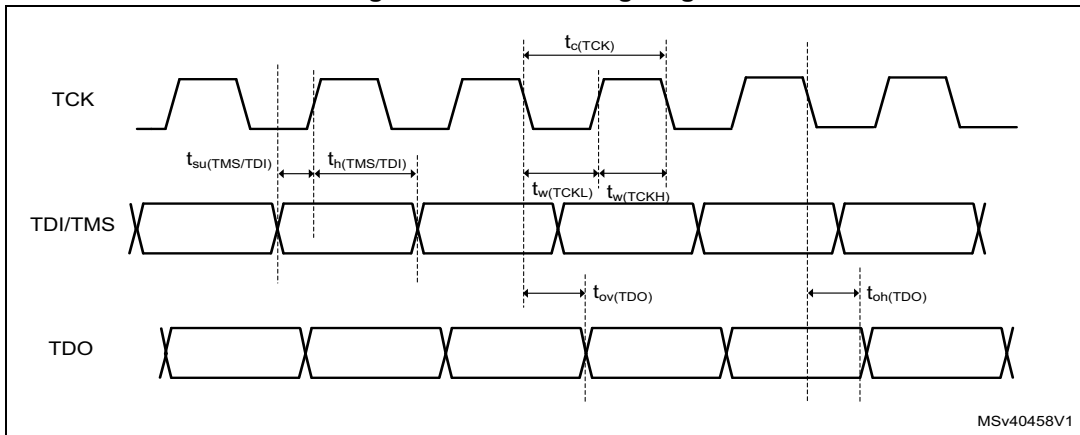 tc(TCK)
TCK
tsu(TMS/TDI) th(TMS/TDI)
tw(TCKL) tw(TCKH)
TDI/TMS
tov(TDO) toh(TDO)
TDO
MSv40458V1